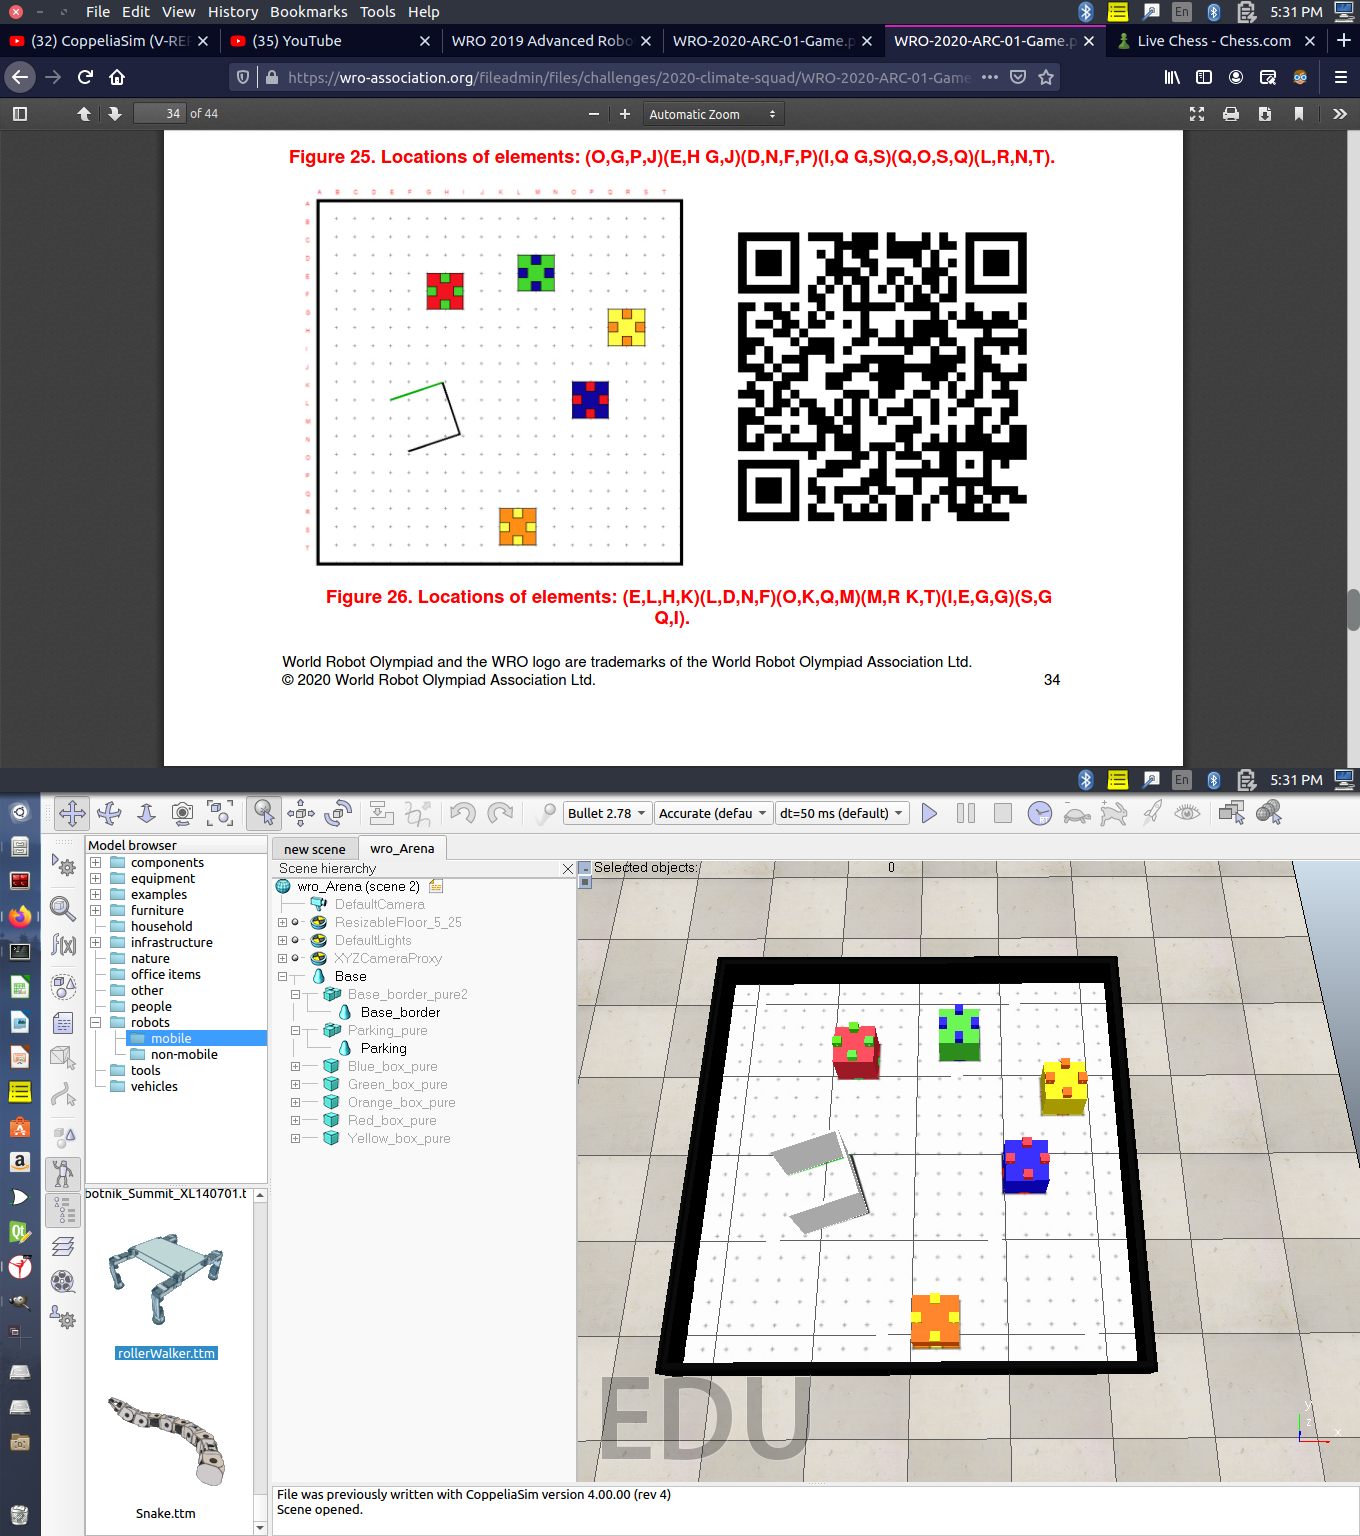 File Edit View History Bookmarks Tools Help
En 5:31 PM
(32) CoppeliaSim (V-REF
(35) YouTube
WRO 2019 Advanced Robo
WRO-2020-ARC-01-Game.p
WRO-2020-ARC-01-Game.p
Live Chess - Chess.com
https://wro-association.org/fileadmin/files/challenges/2020-climate-squad/WRO-2020-ARC-01-Game
34 of 44
Automatic Zoom
Figure 25. Locations of elements: (O,G,P,J)(E,H G,J)(D,N,F,P)(I,Q G,S)(Q,O,S,Q)(L,R,N,T).
A B C D E F G H I J K L M N O P Q R S T
A
B
C
D
E
F
G
H
I
J
K
L
M
N
O
P
Q
R
S
T
Figure 26. Locations of elements: (E,L,H,K)(L,D,N,F)(O,K,Q,M)(M,R K,T)(I,E,G,G)(S,G
Q,I).
World Robot Olympiad and the WRO logo are trademarks of the World Robot Olympiad Association Ltd.
© 2020 World Robot Olympiad Association Ltd. 34
En 5:31 PM
Bullet 2.78
Accurate (defau
dt=50 ms (default)
f(x)
Model browser
components
equipment
examples
furniture
household
infrastructure
nature
office items
other
people
robots
mobile
non-mobile
tools
vehicles
botnik_Summit_XL140701.t
rollerWalker.ttm
Snake.ttm
new scene
wro_Arena
Scene hierarchy
wro_Arena (scene 2)
DefaultCamera
ResizableFloor_5_25
DefaultLights
XYZCameraProxy
Base
Base_border_pure2
Base_border
Parking_pure
Parking
Blue_box_pure
Green_box_pure
Orange_box_pure
Red_box_pure
Yellow_box_pure
Selected objects: 0
EDU
y
z
x
File was previously written with CoppeliaSim version 4.00.00 (rev 4)
Scene opened.